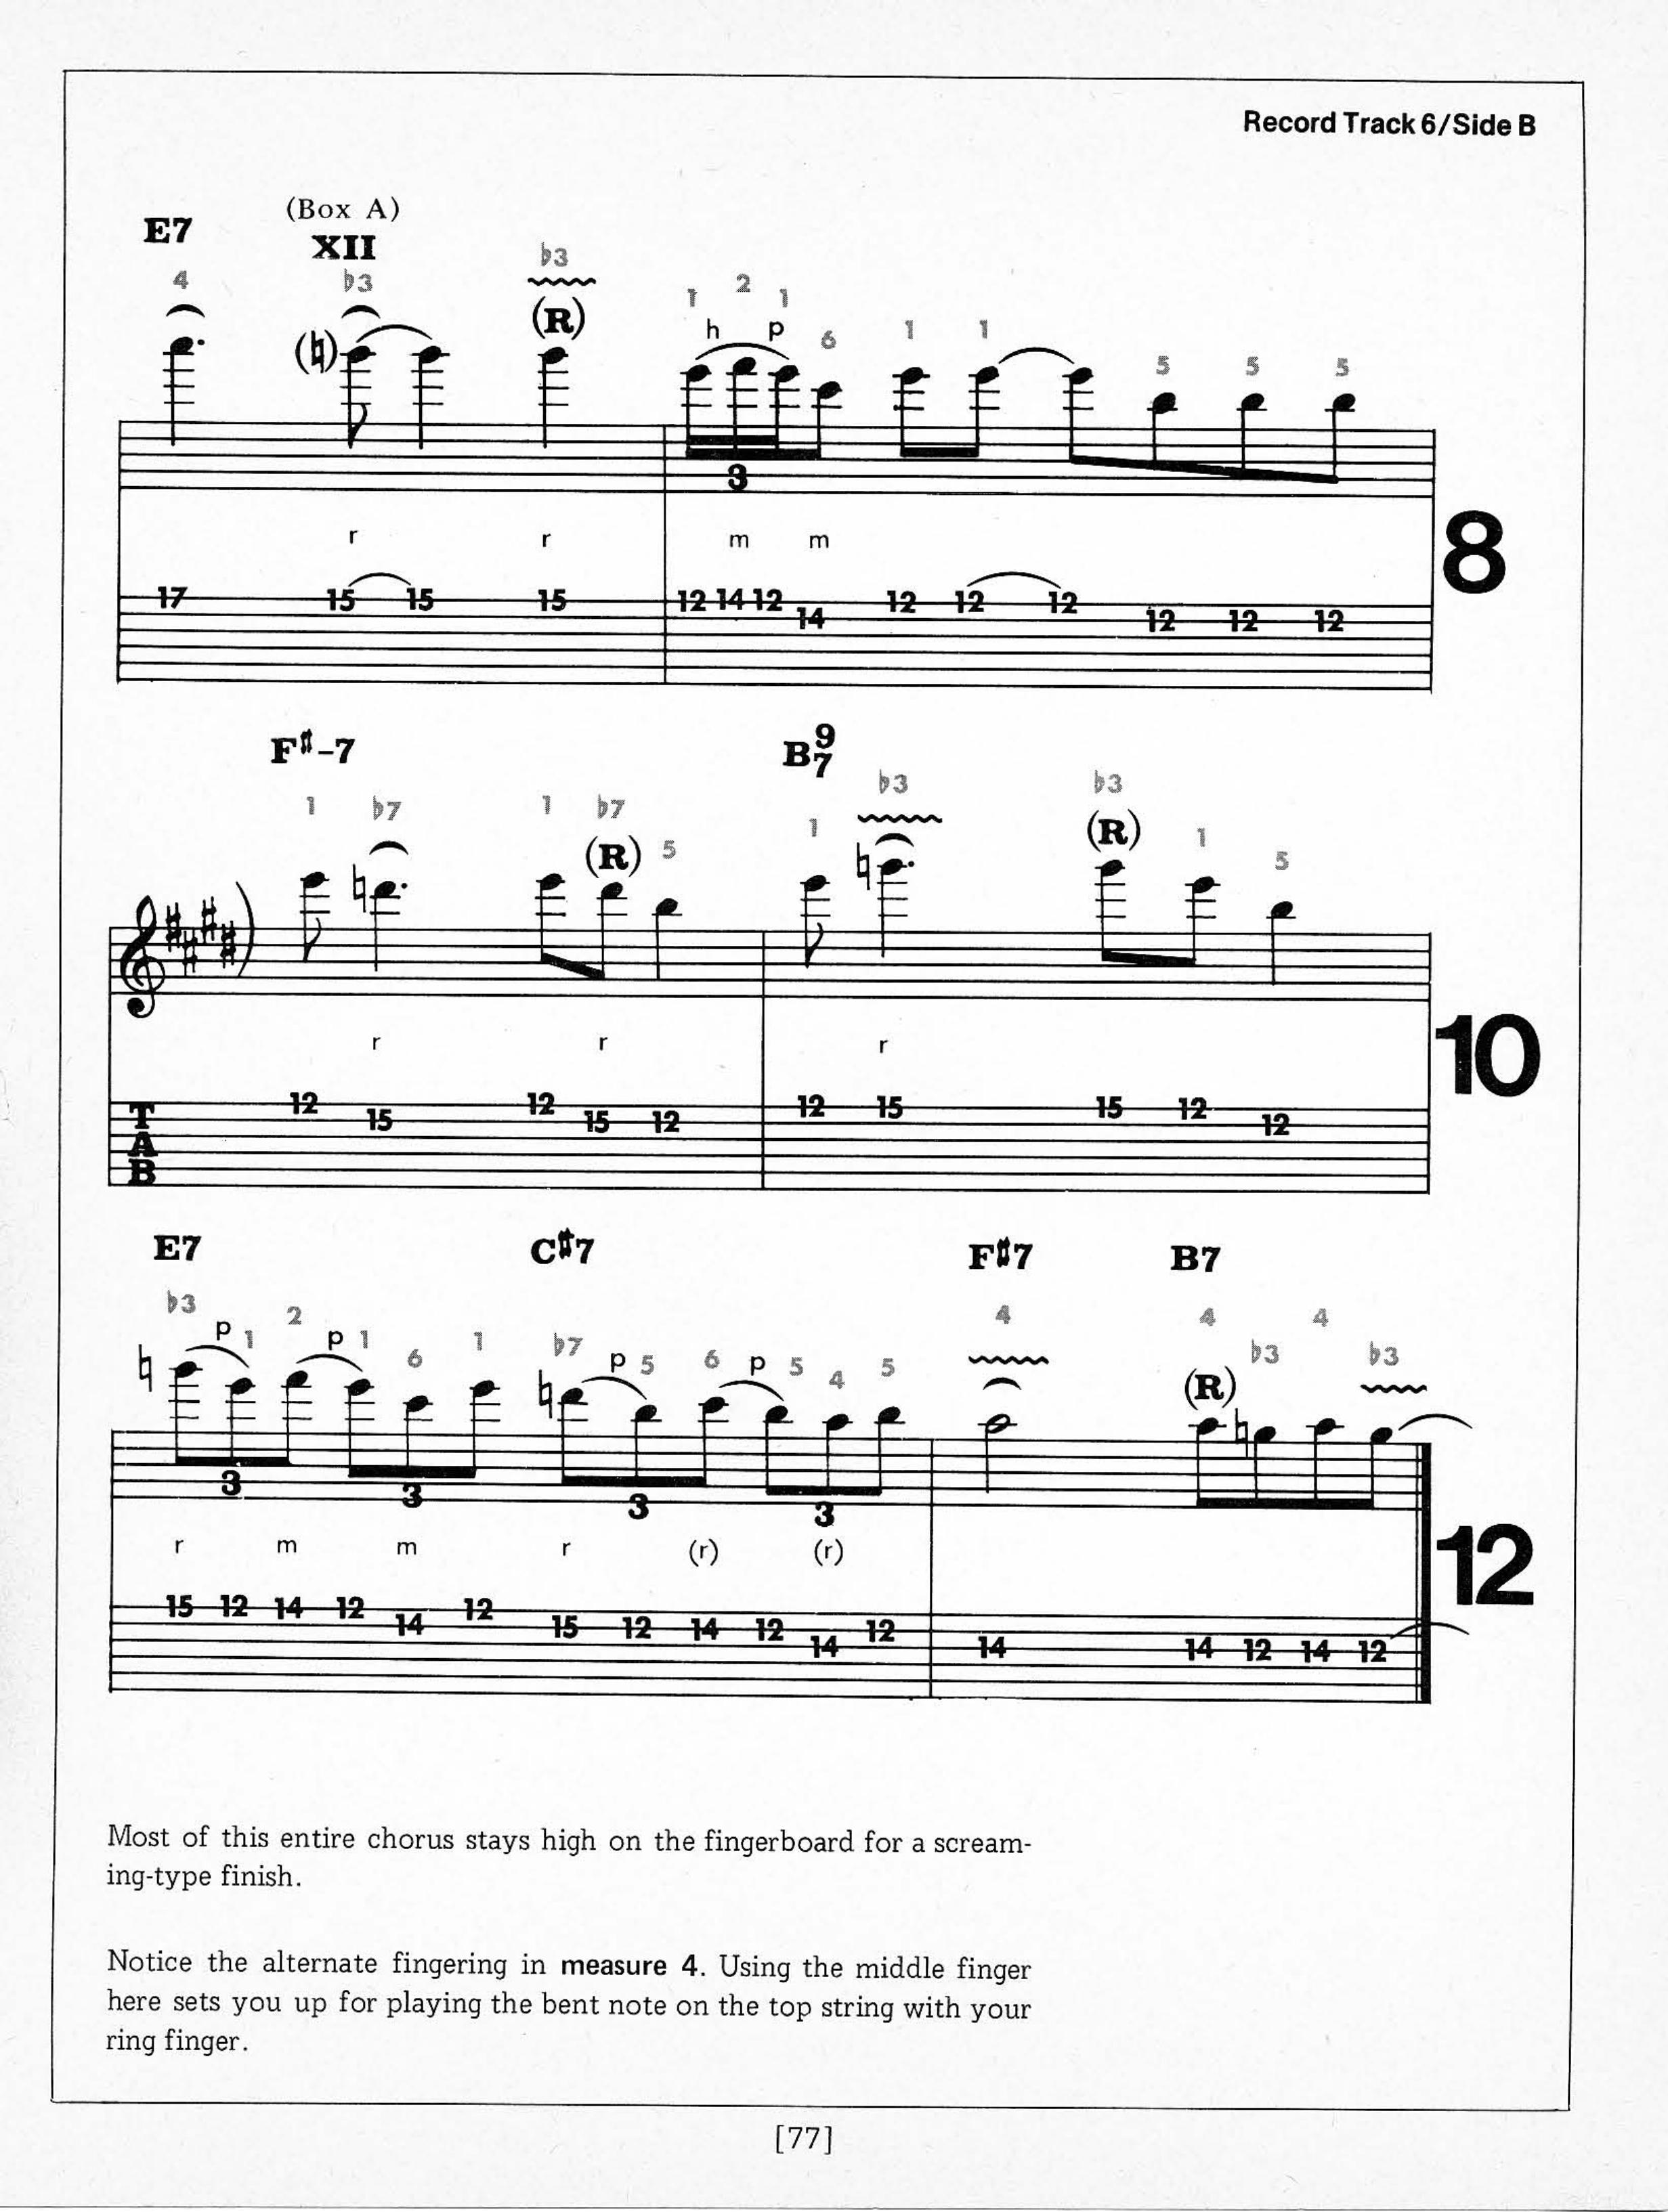 Record Track 6/Side B
(Box A)
E7 XII
4 ♭3 ♭3
(R) 1 2 1
h p 6 1 1
(♮) 5 5 5
3
r r m m
8
17 15 15 15 12 14 12 14 12 12 12 12 12 12
F♯-7 B9/7
1 ♭7 1 ♭7 1 ♭3 ♭3
(R) 5 (R) 1 5
♮ ♮
r r r
10
12 15 12 15 12 12 15 15 12 12
T
A
B
E7 C♯7 F♯7 B7
♭3 p 1 2 p 1 6 1 ♭7 p 5 6 p 5 4 5 4 4 ♭3 4 ♭3
♮ ♮ (R) ♮
3 3 3 3
r m m r (r) (r)
12
15 12 14 12 14 12 15 12 14 12 14 12 14 14 12 14 12
Most of this entire chorus stays high on the fingerboard for a scream-
ing-type finish.
Notice the alternate fingering in measure 4. Using the middle finger
here sets you up for playing the bent note on the top string with your
ring finger.
[77]